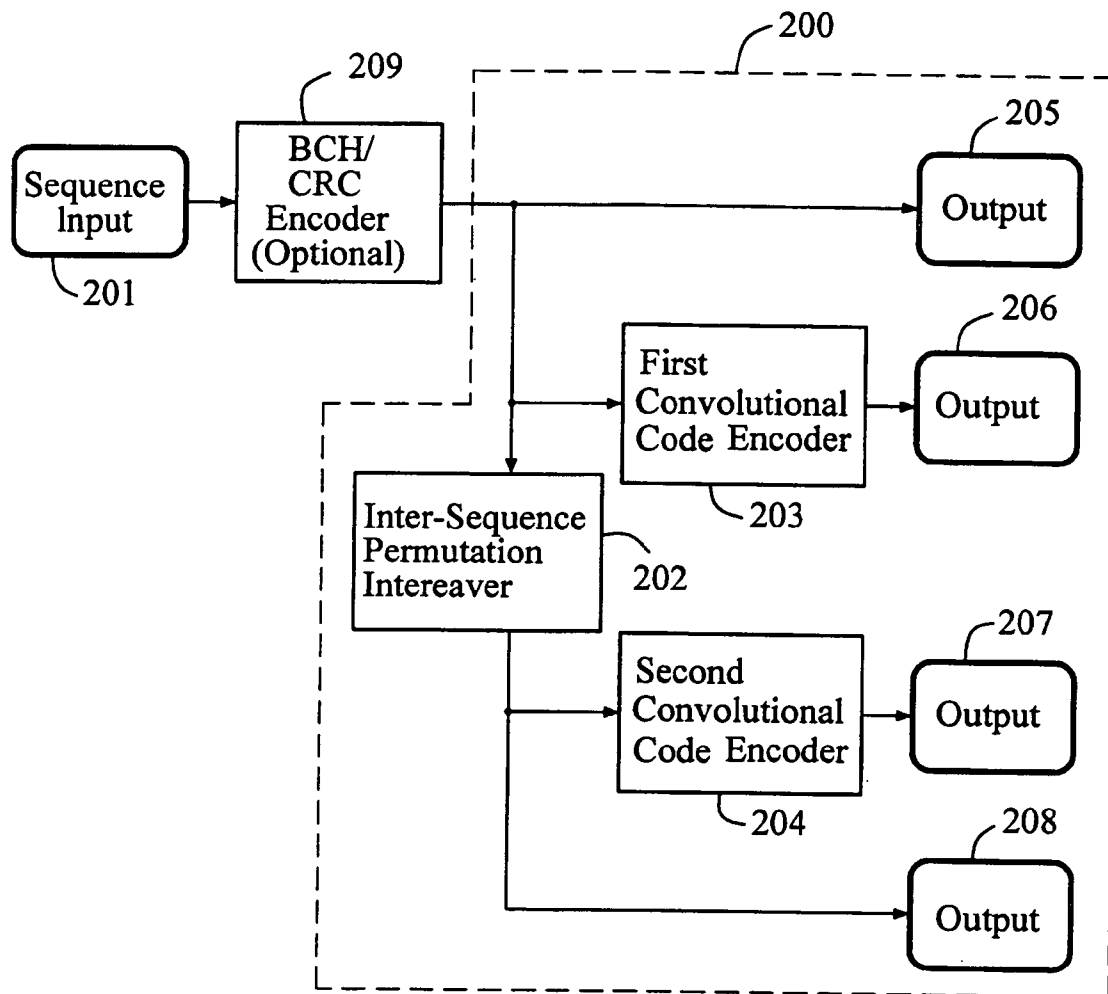 200
209
205
BCH/
CRC
Encoder
(Optional)
Sequence
Input
Output
201
206
First
Convolutional
Code Encoder
Output
203
Inter-Sequence
Permutation
Intereaver
202
207
Second
Convolutional
Code Encoder
Output
204
208
Output